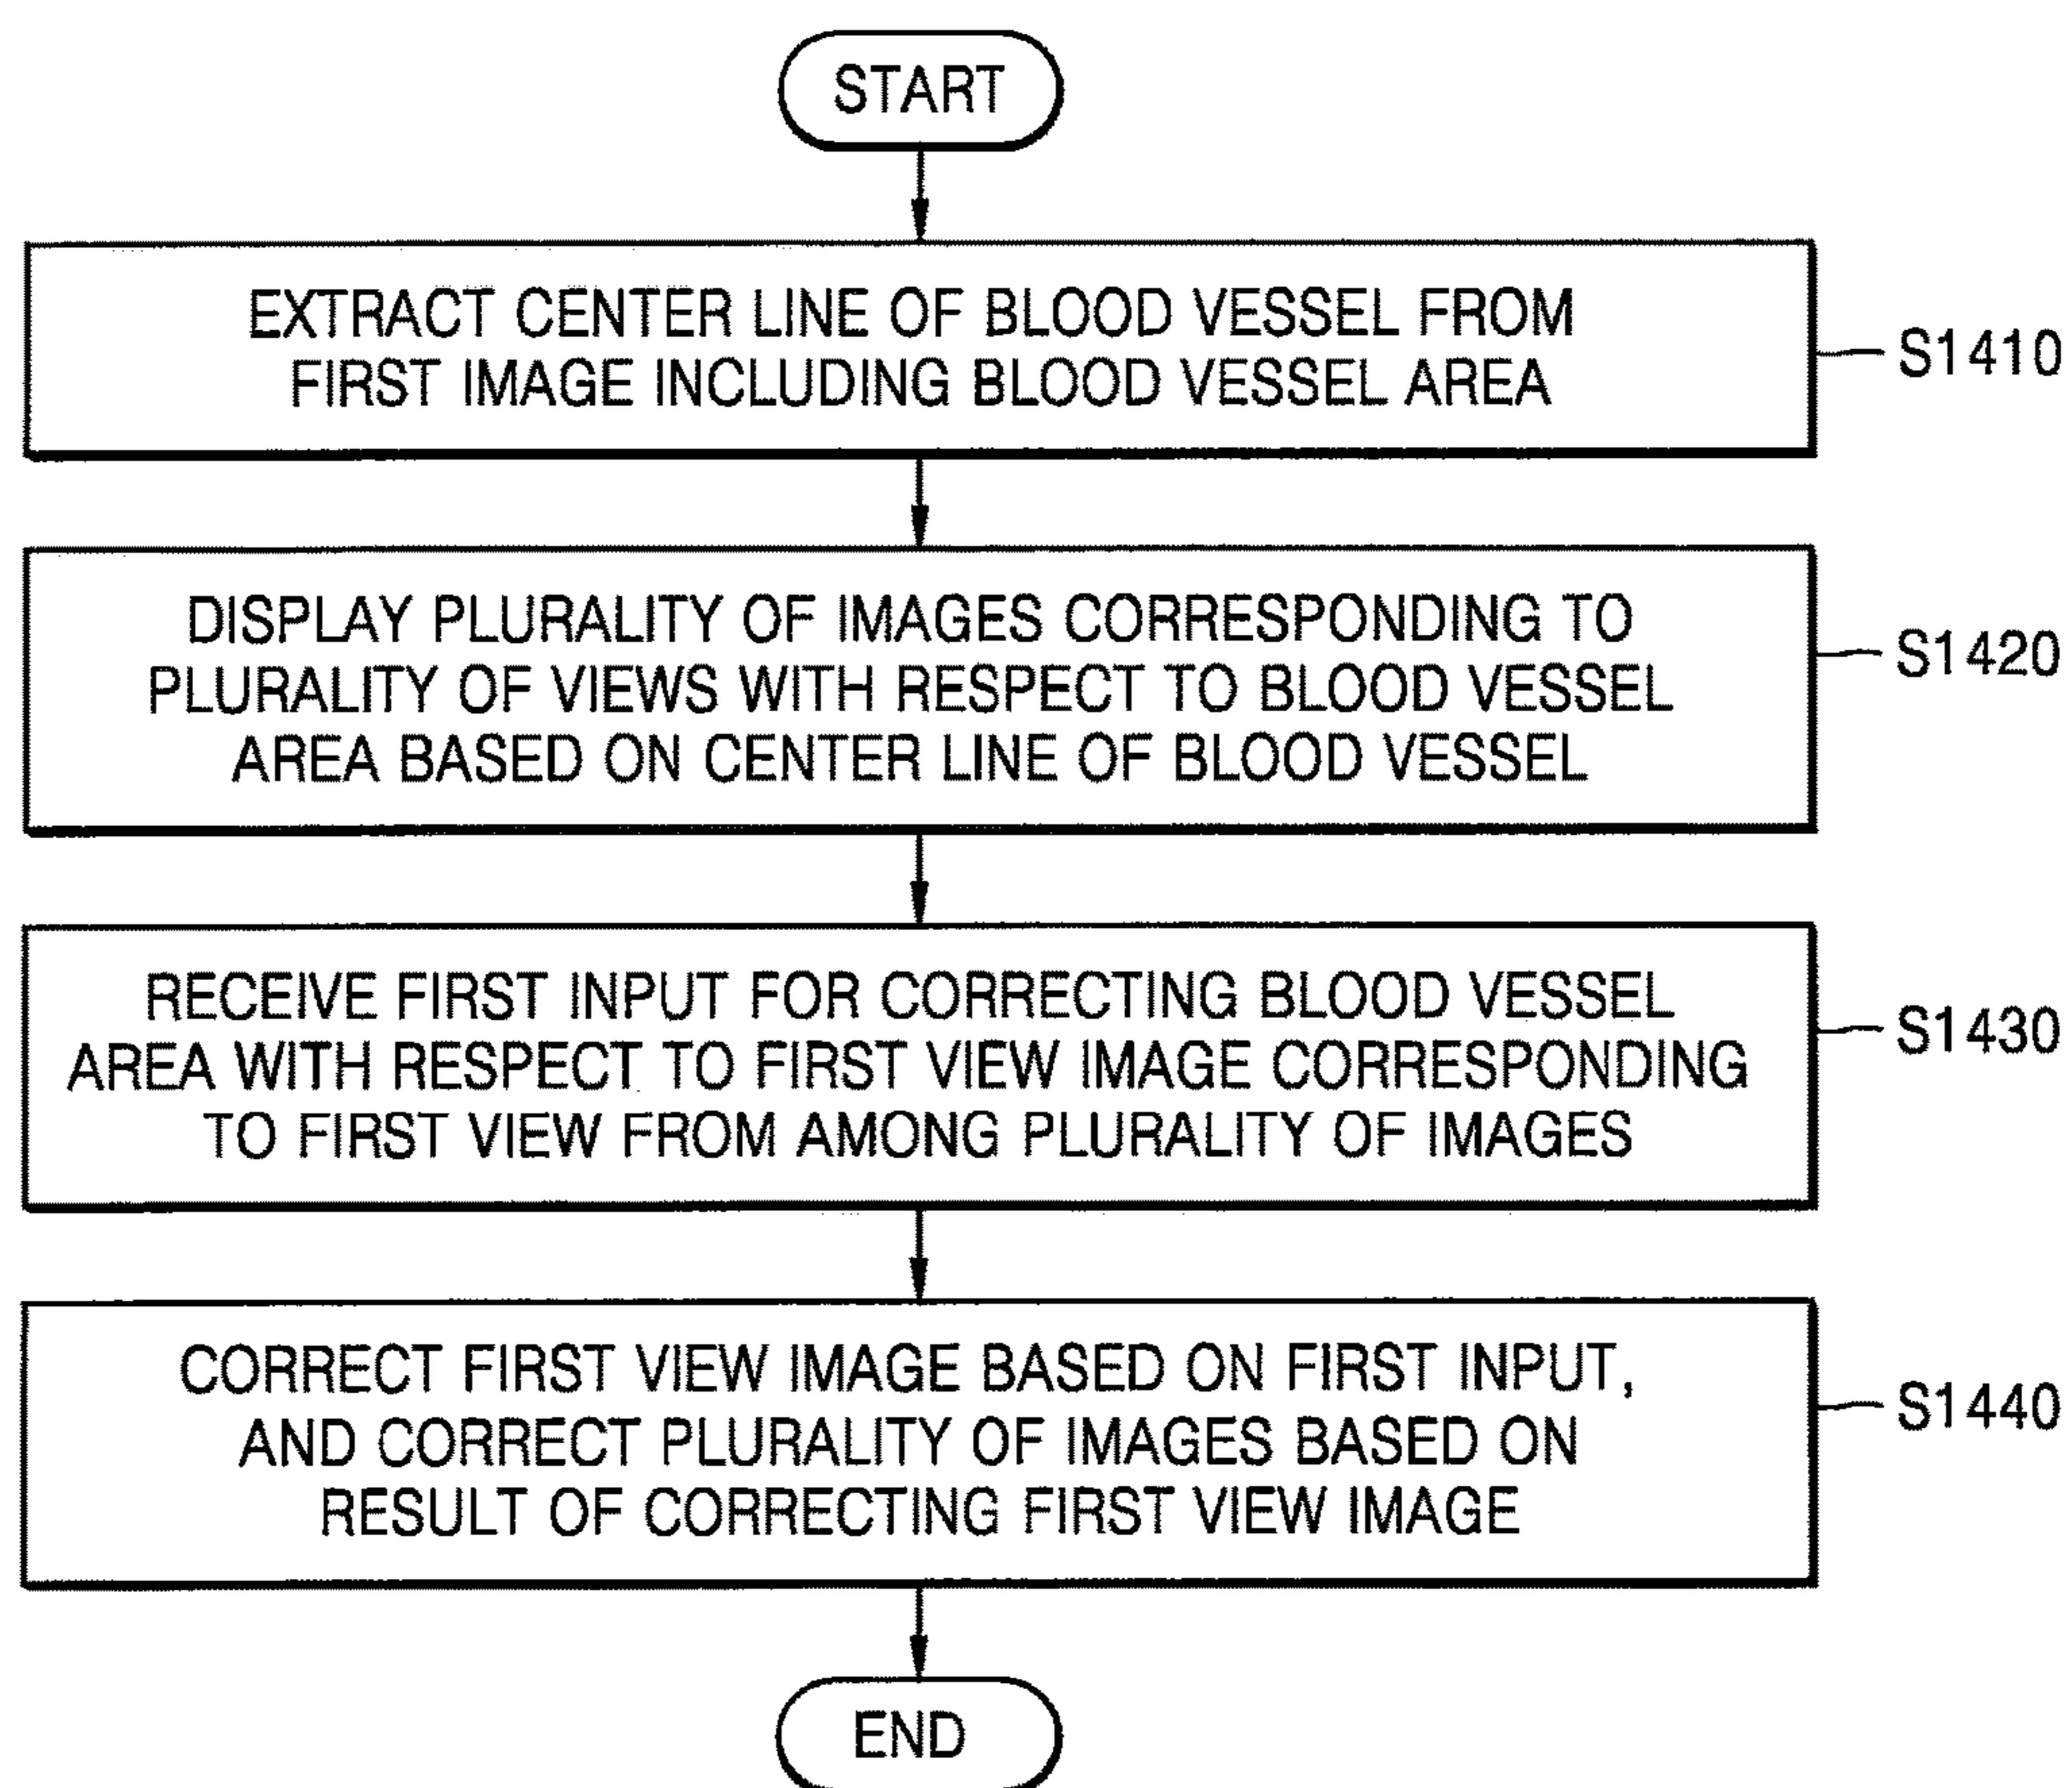 START
EXTRACT CENTER LINE OF BLOOD VESSEL FROM
FIRST IMAGE INCLUDING BLOOD VESSEL AREA
S1410
DISPLAY PLURALITY OF IMAGES CORRESPONDING TO
PLURALITY OF VIEWS WITH RESPECT TO BLOOD VESSEL
AREA BASED ON CENTER LINE OF BLOOD VESSEL
S1420
RECEIVE FIRST INPUT FOR CORRECTING BLOOD VESSEL
AREA WITH RESPECT TO FIRST VIEW IMAGE CORRESPONDING
TO FIRST VIEW FROM AMONG PLURALITY OF IMAGES
S1430
CORRECT FIRST VIEW IMAGE BASED ON FIRST INPUT,
AND CORRECT PLURALITY OF IMAGES BASED ON
RESULT OF CORRECTING FIRST VIEW IMAGE
S1440
END